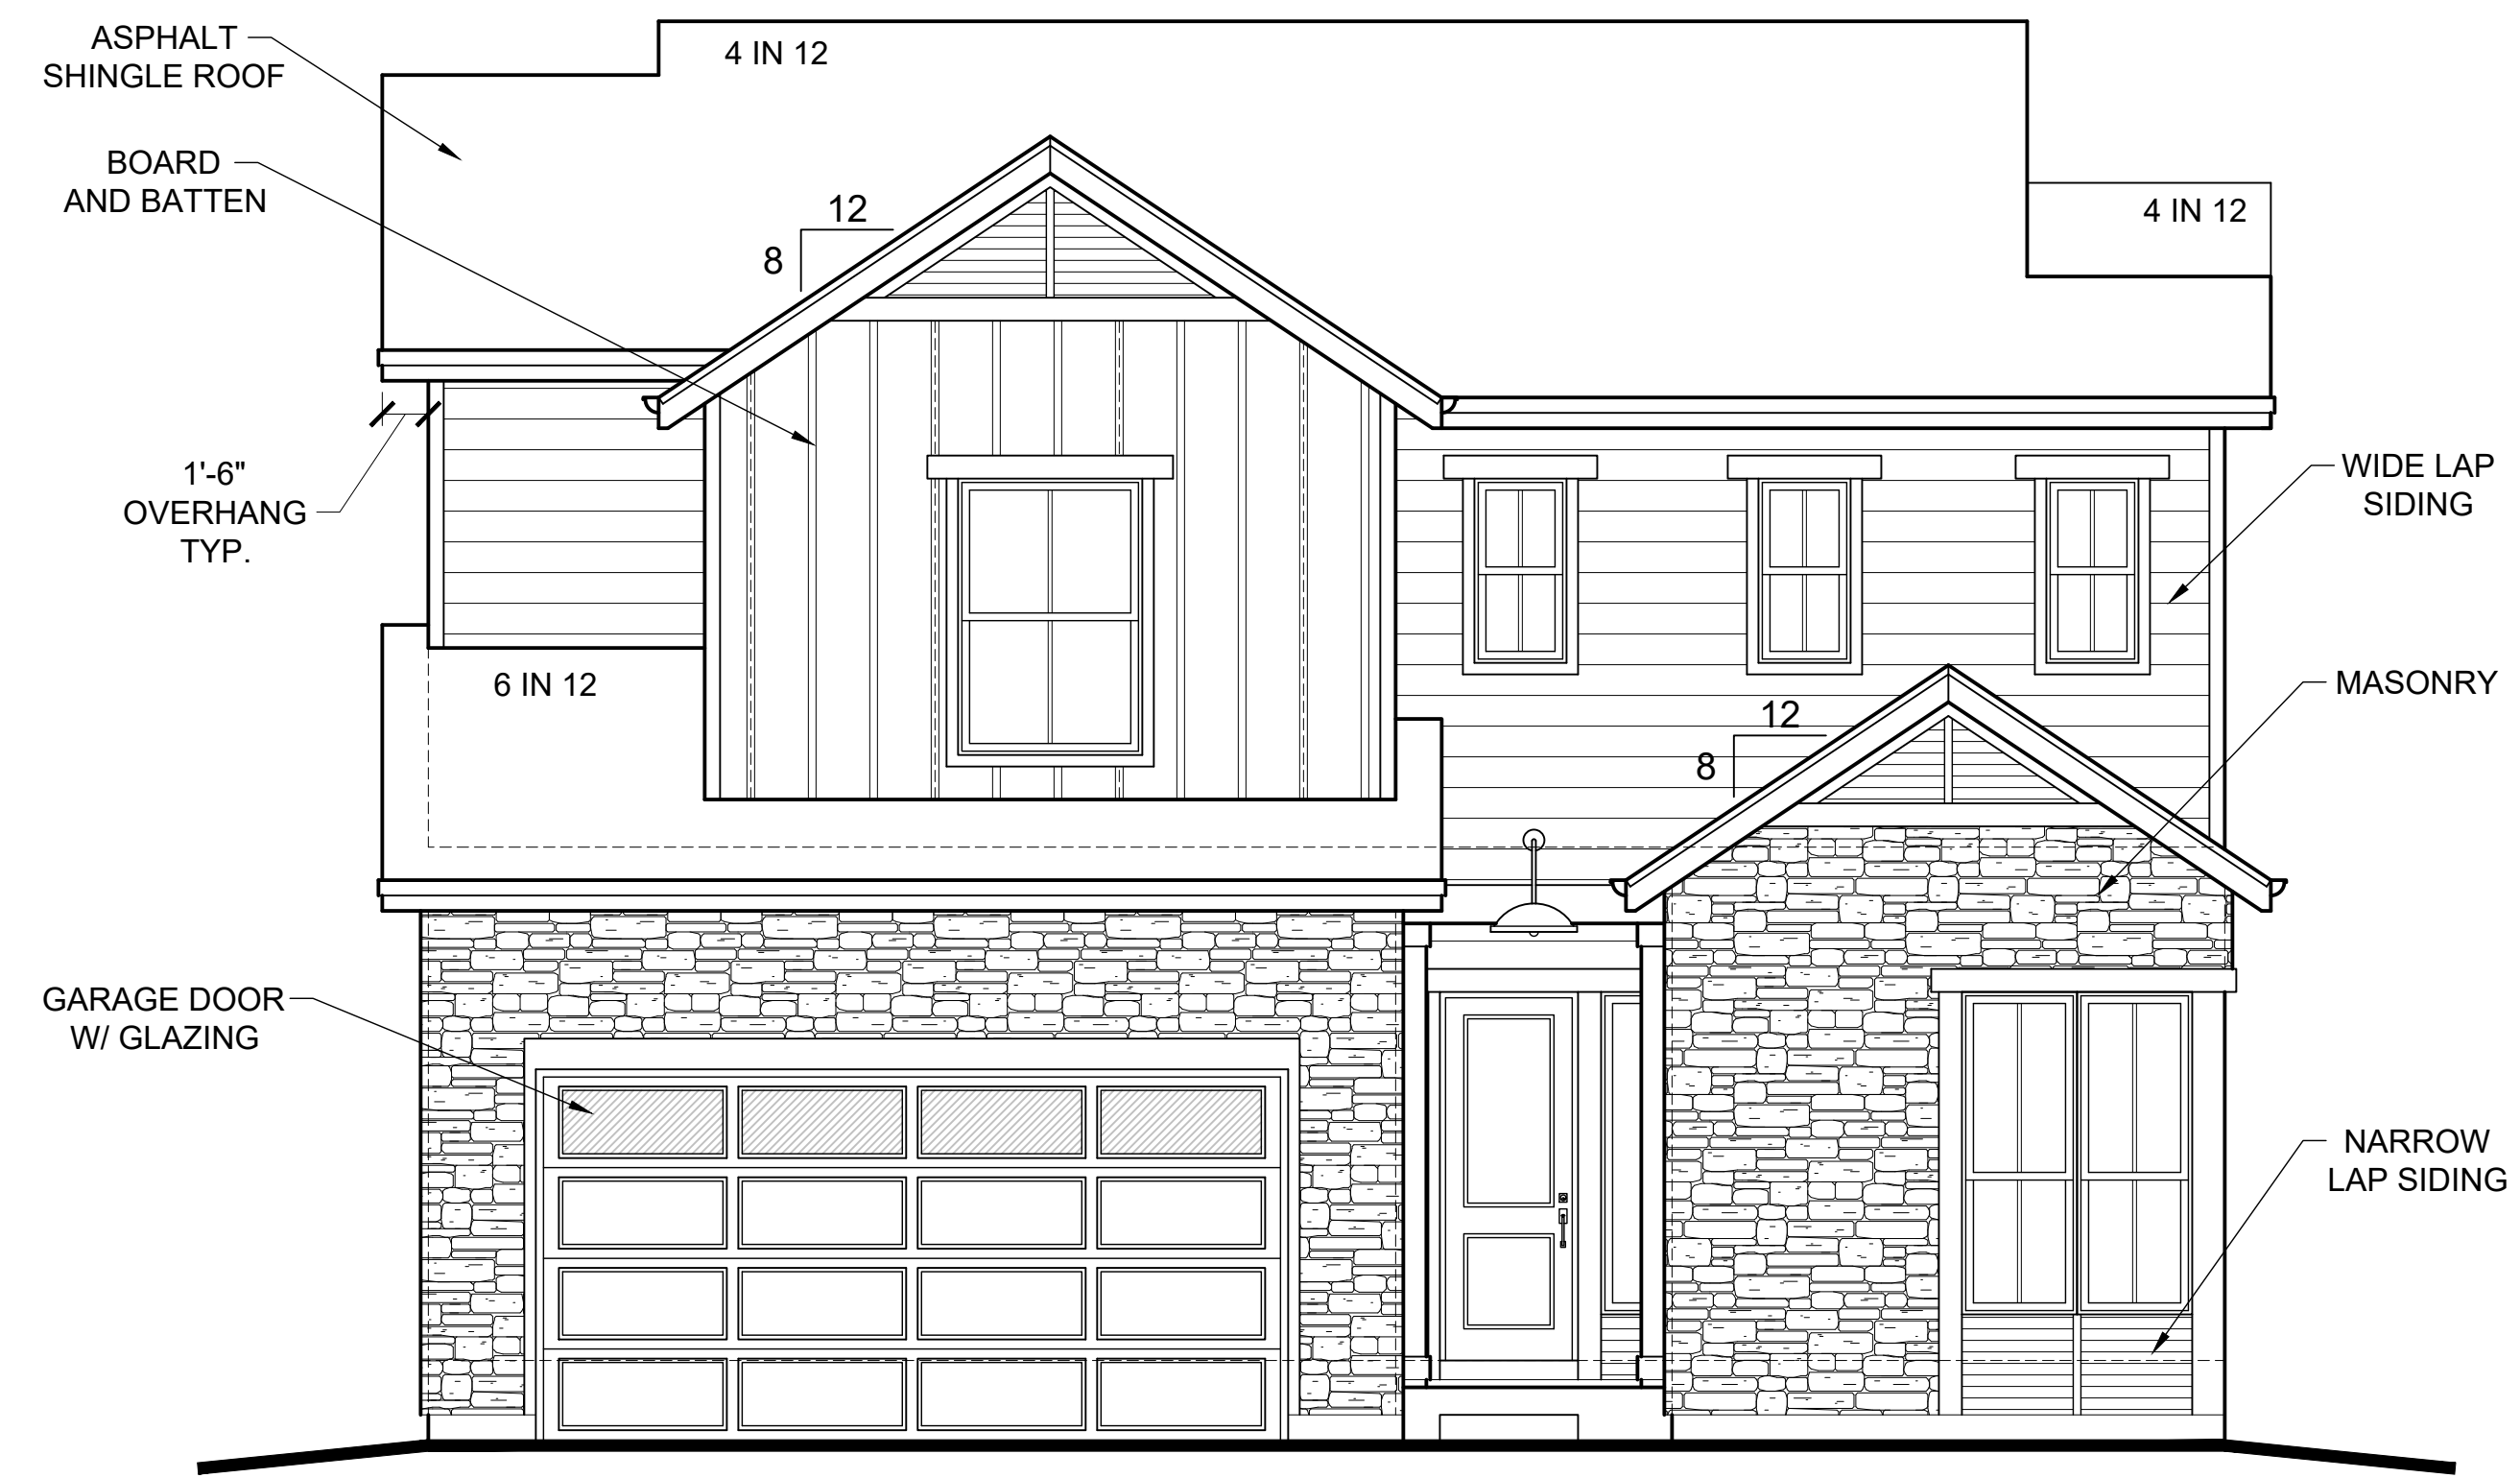 ASPHALT
SHINGLE ROOF
4 IN 12
BOARD
AND BATTEN
12
8
4 IN 12
1'-6"
OVERHANG
TYP.
WIDE LAP
SIDING
6 IN 12
MASONRY
12
8
GARAGE DOOR
W/ GLAZING
NARROW
LAP SIDING